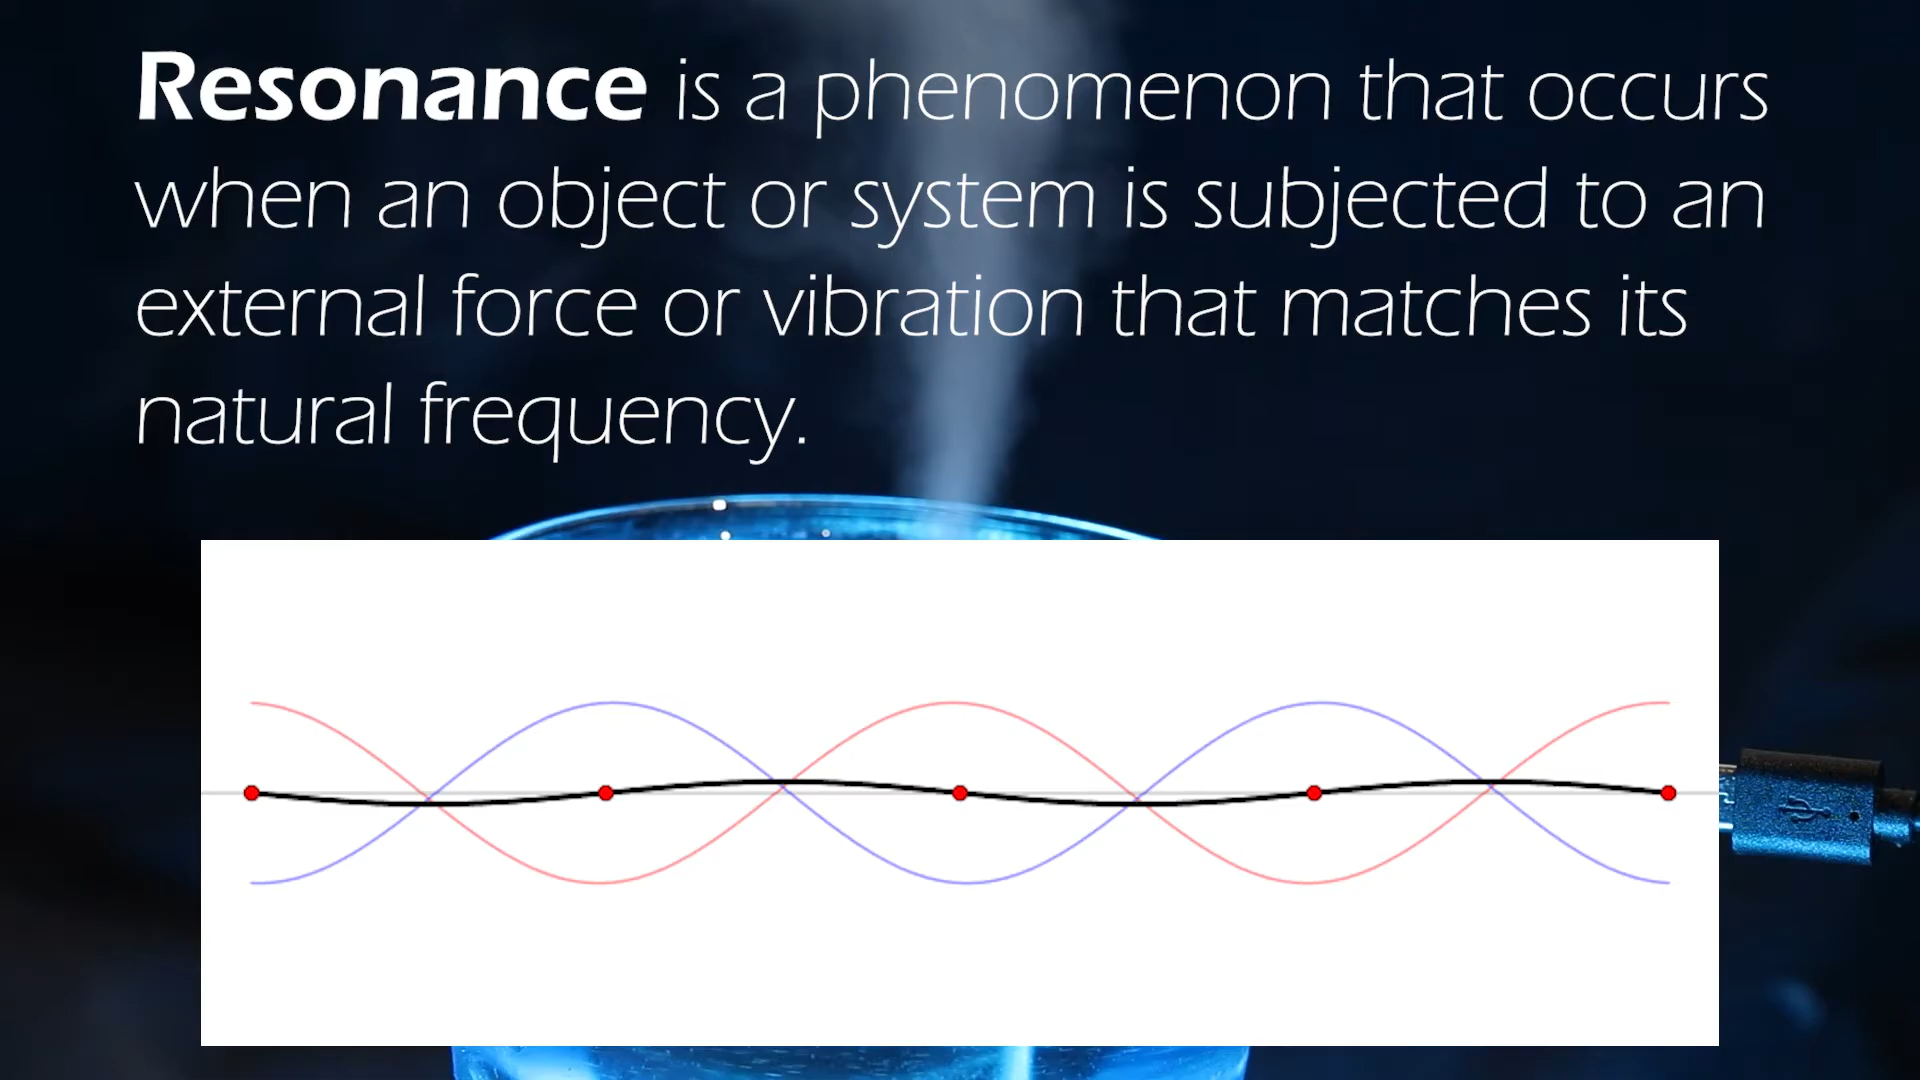 Resonance is a phenomenon that occurs
when an object or system is subjected to an
external force or vibration that matches its
natural frequency.